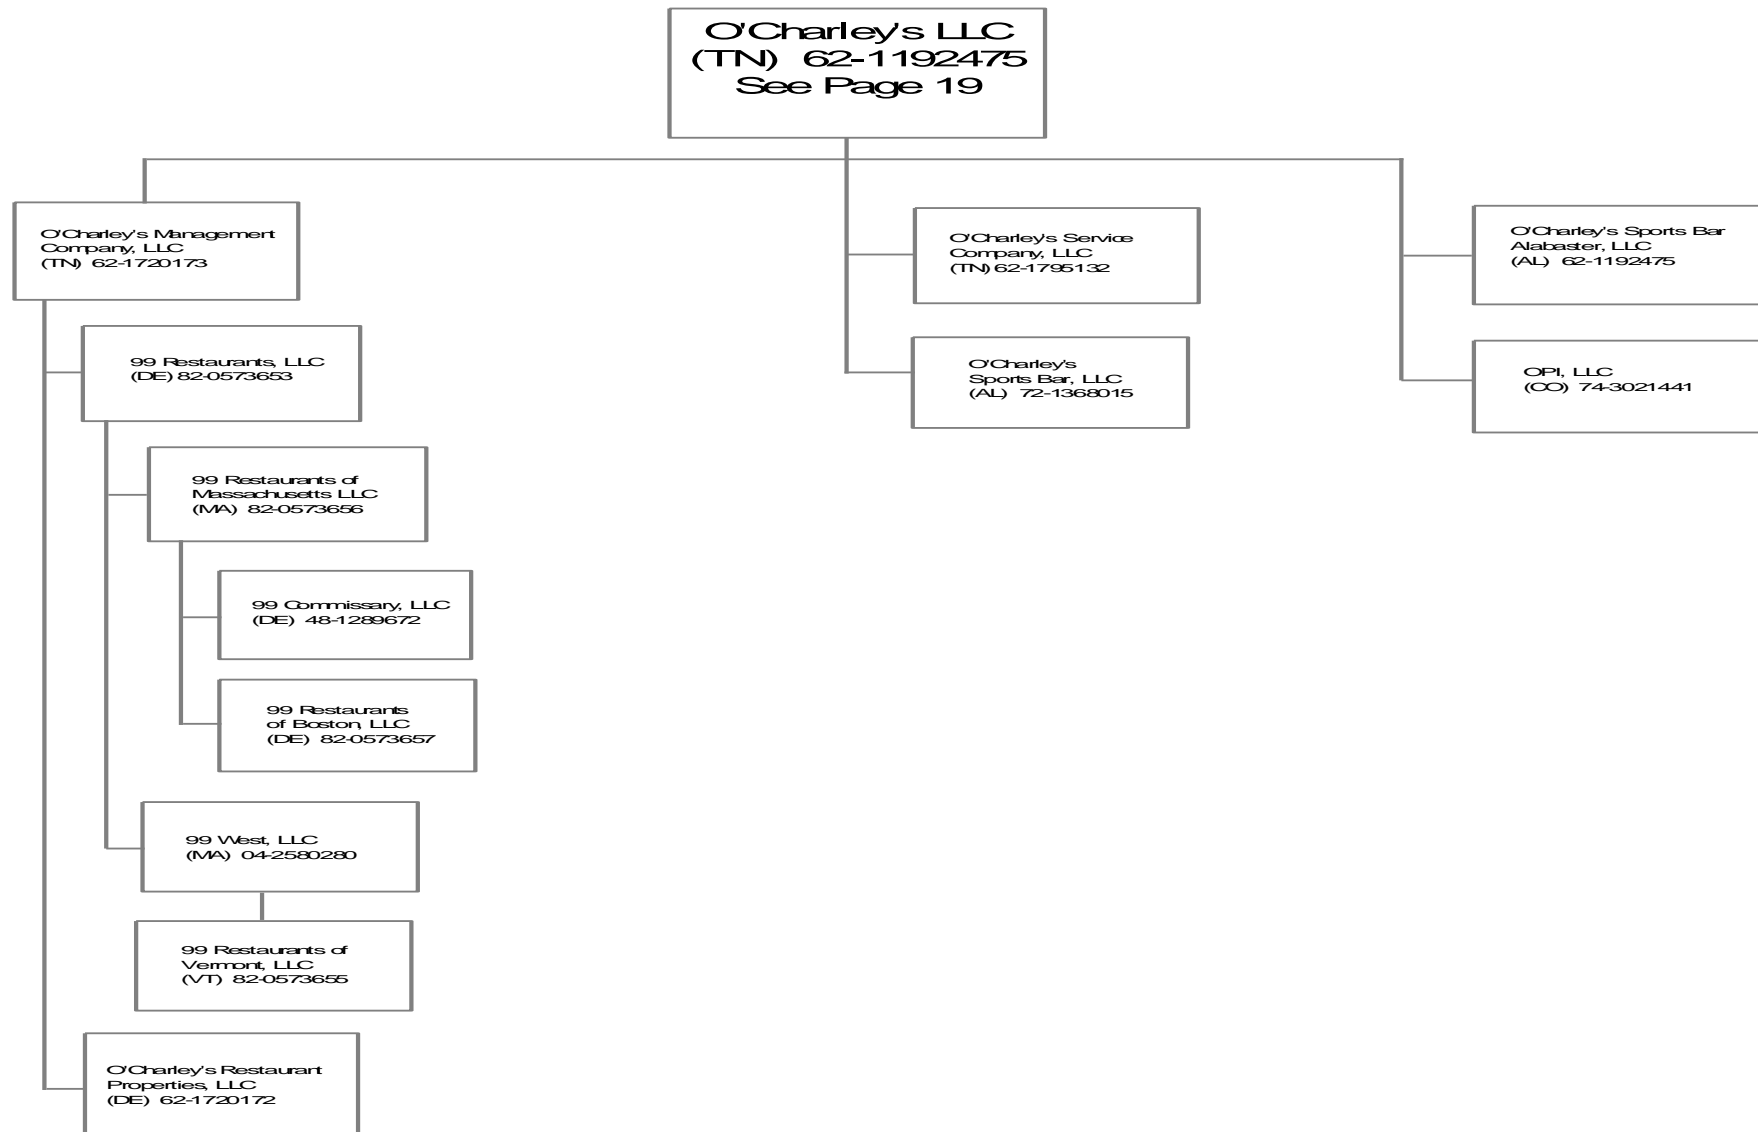 O'Charley's LLC
(TN) 62-1192475
See Page 19
O'Charley's Management
Company, LLC
(TN) 62-1720173
O'Charley's Service
Company, LLC
(TN) 62-1795132
O'Charley's Sports Bar
Alabaster, LLC
(AL) 62-1192475
99 Restaurants, LLC
(DE) 82-0573653
O'Charley's
Sports Bar, LLC
(AL) 72-1368015
OPI, LLC
(CO) 74-3021441
99 Restaurants of
Massachusetts LLC
(MA) 82-0573656
99 Commissary, LLC
(DE) 48-1289672
99 Restaurants
of Boston, LLC
(DE) 82-0573657
99 West, LLC
(MA) 04-2580280
99 Restaurants of
Vermont, LLC
(VT) 82-0573655
O'Charley's Restaurant
Properties, LLC
(DE) 62-1720172